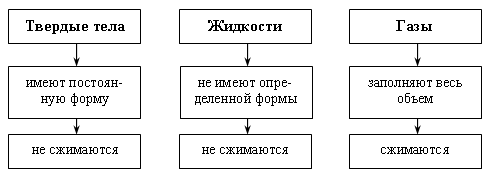 Твердые тела
Жидкости
Газы
имеют постоян-
ную форму
не имеют опре-
деленной формы
заполняют весь
объем
не сжимаются
не сжимаются
сжимаются